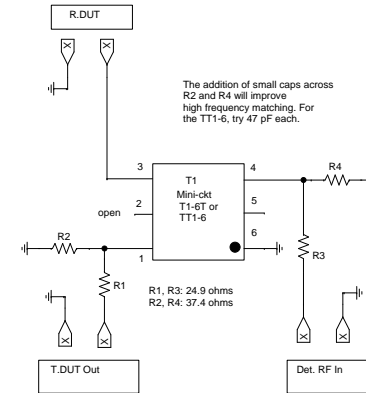 R.DUT
X
X
The addition of small caps across
R2 and R4 will improve
high frequency matching. For
the TT1-6, try 47 pF each.
3
4
R4
T1
Mini-ckt
T1-6T or
TT1-6
2
open
5
6
R2
1
R3
R1
R1, R3: 24.9 ohms
R2, R4: 37.4 ohms
X
X
X
X
T.DUT Out
Det. RF In